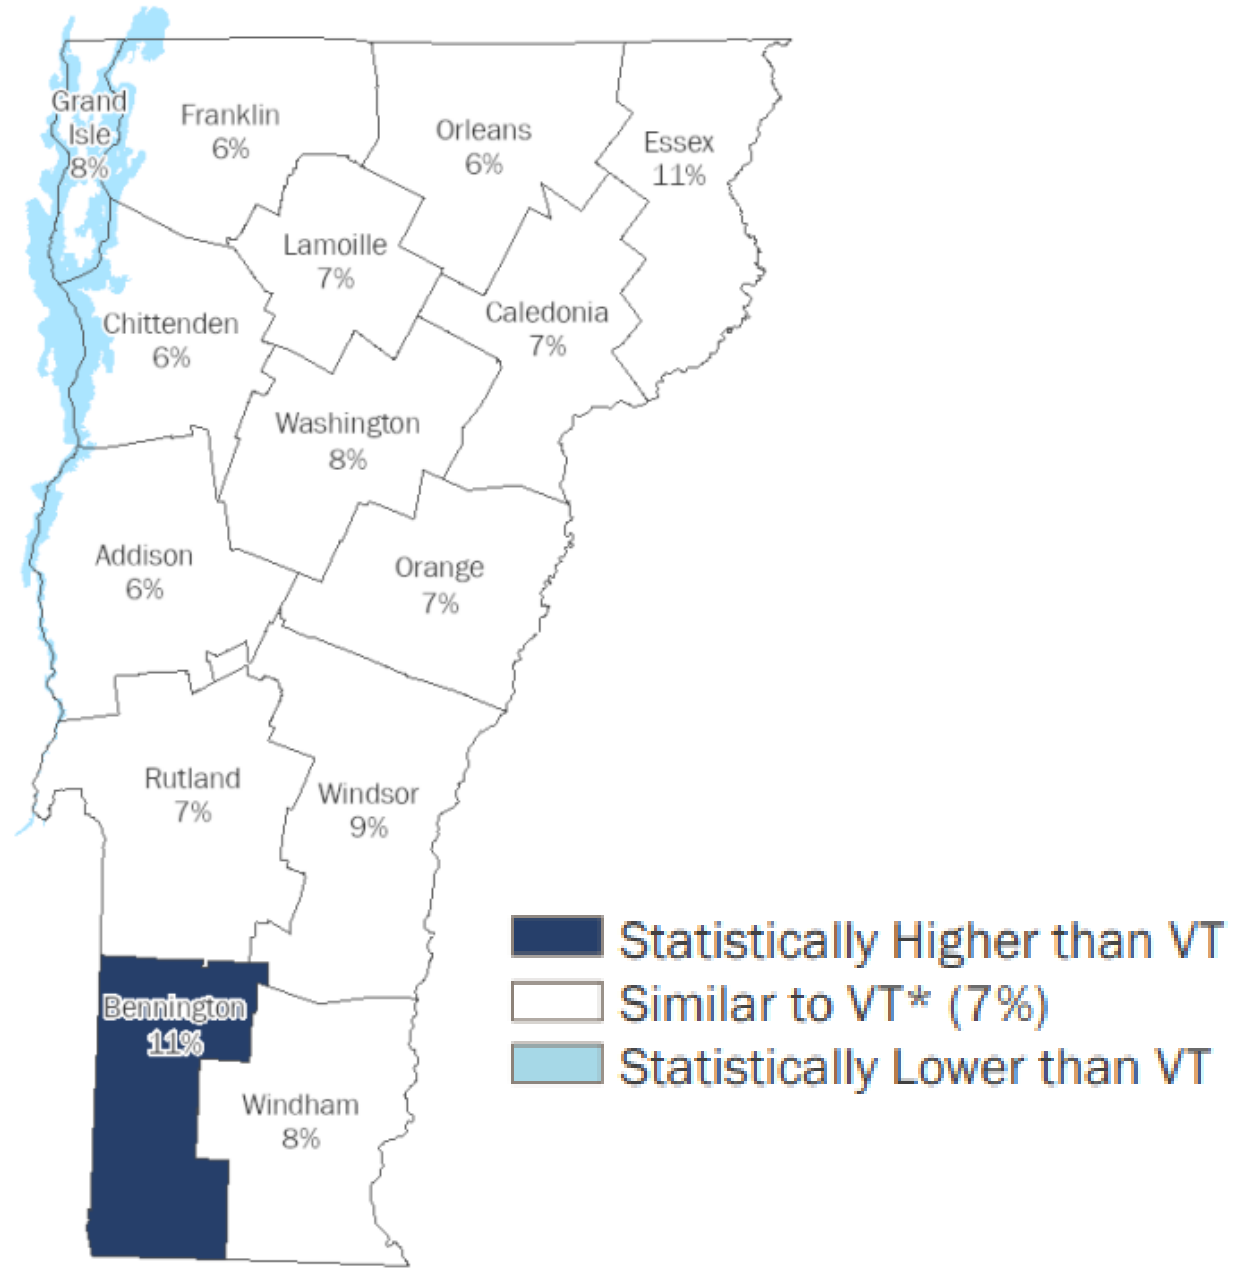 Grand
Isle
8%
Franklin
6%
Orleans
6%
Essex
11%
Lamoille
7%
Chittenden
6%
Caledonia
7%
Washington
8%
Addison
6%
Orange
7%
Rutland
7%
Windsor
9%
Bennington
11%
Windham
8%
Statistically Higher than VT
Similar to VT* (7%)
Statistically Lower than VT